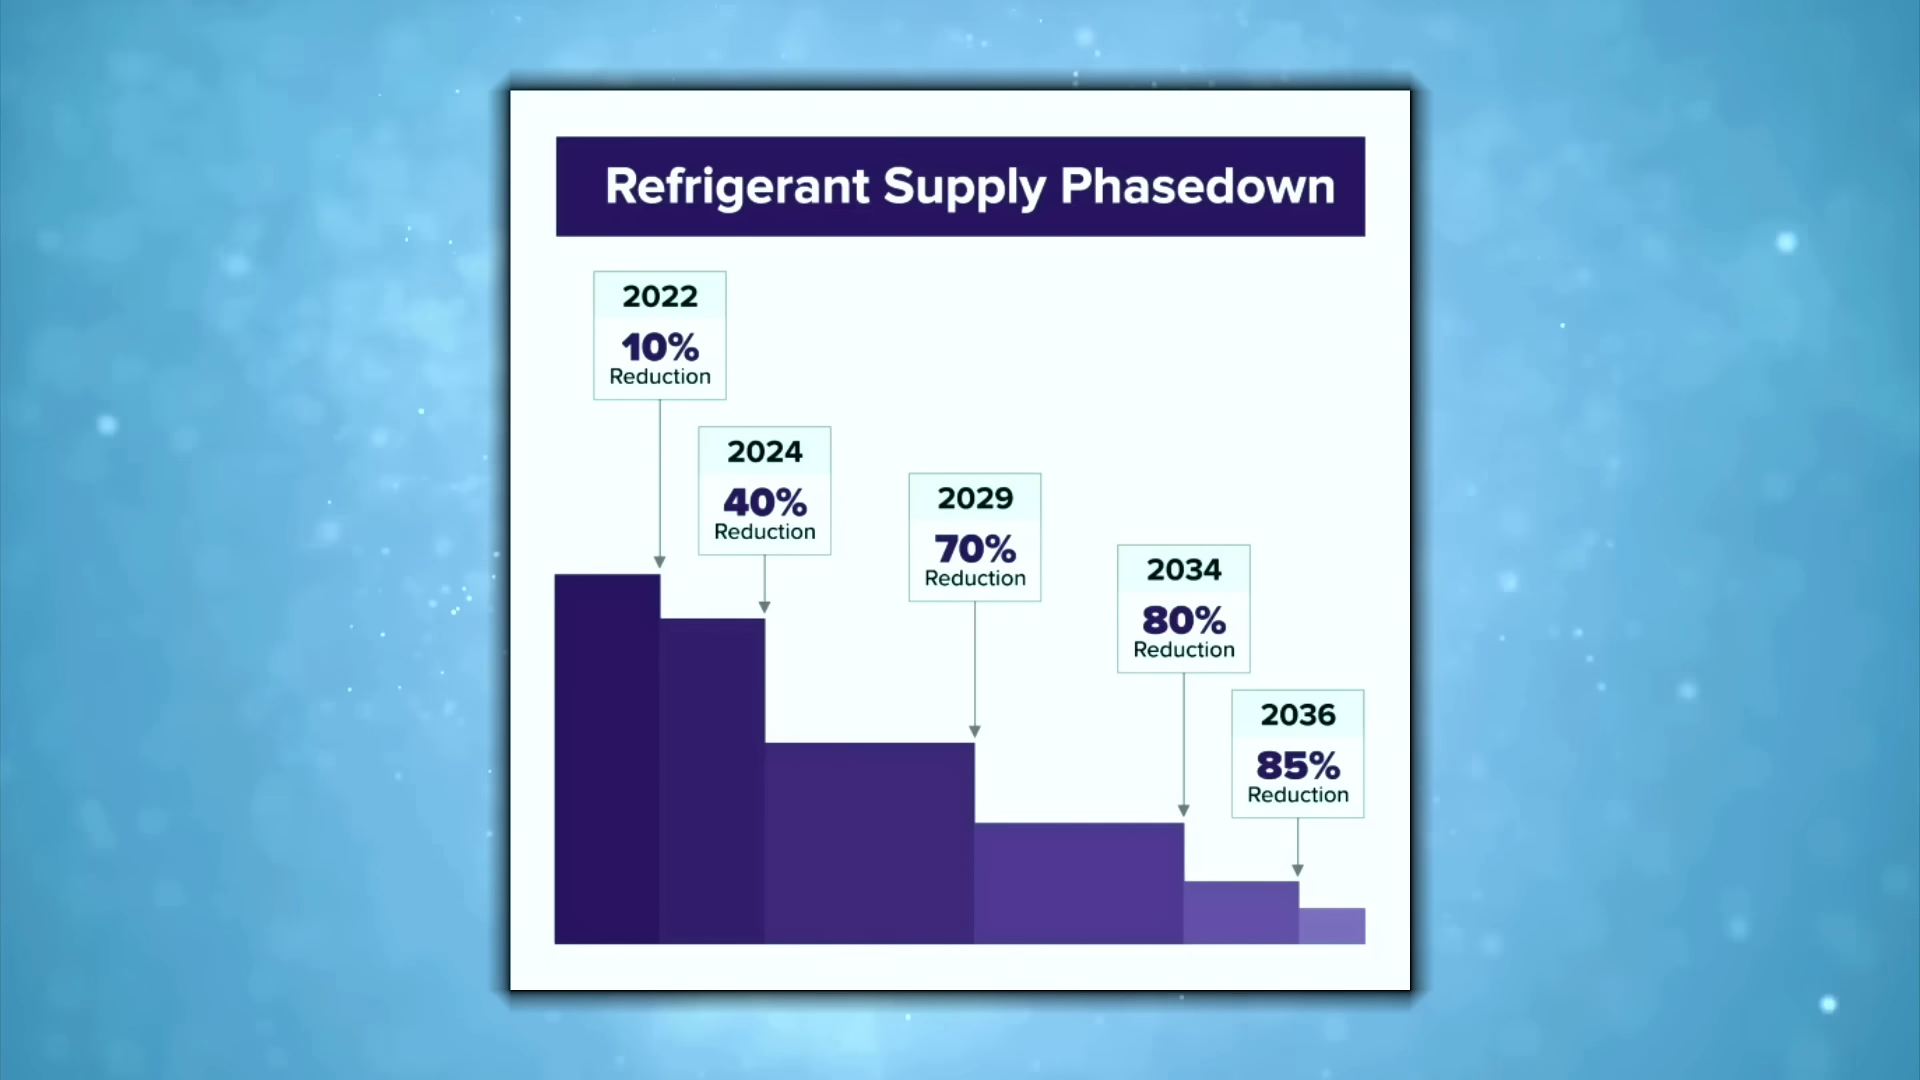 Refrigerant Supply Phasedown
2022
10%
Reduction
2024
40%
Reduction
2029
70%
Reduction
2034
80%
Reduction
2036
85%
Reduction